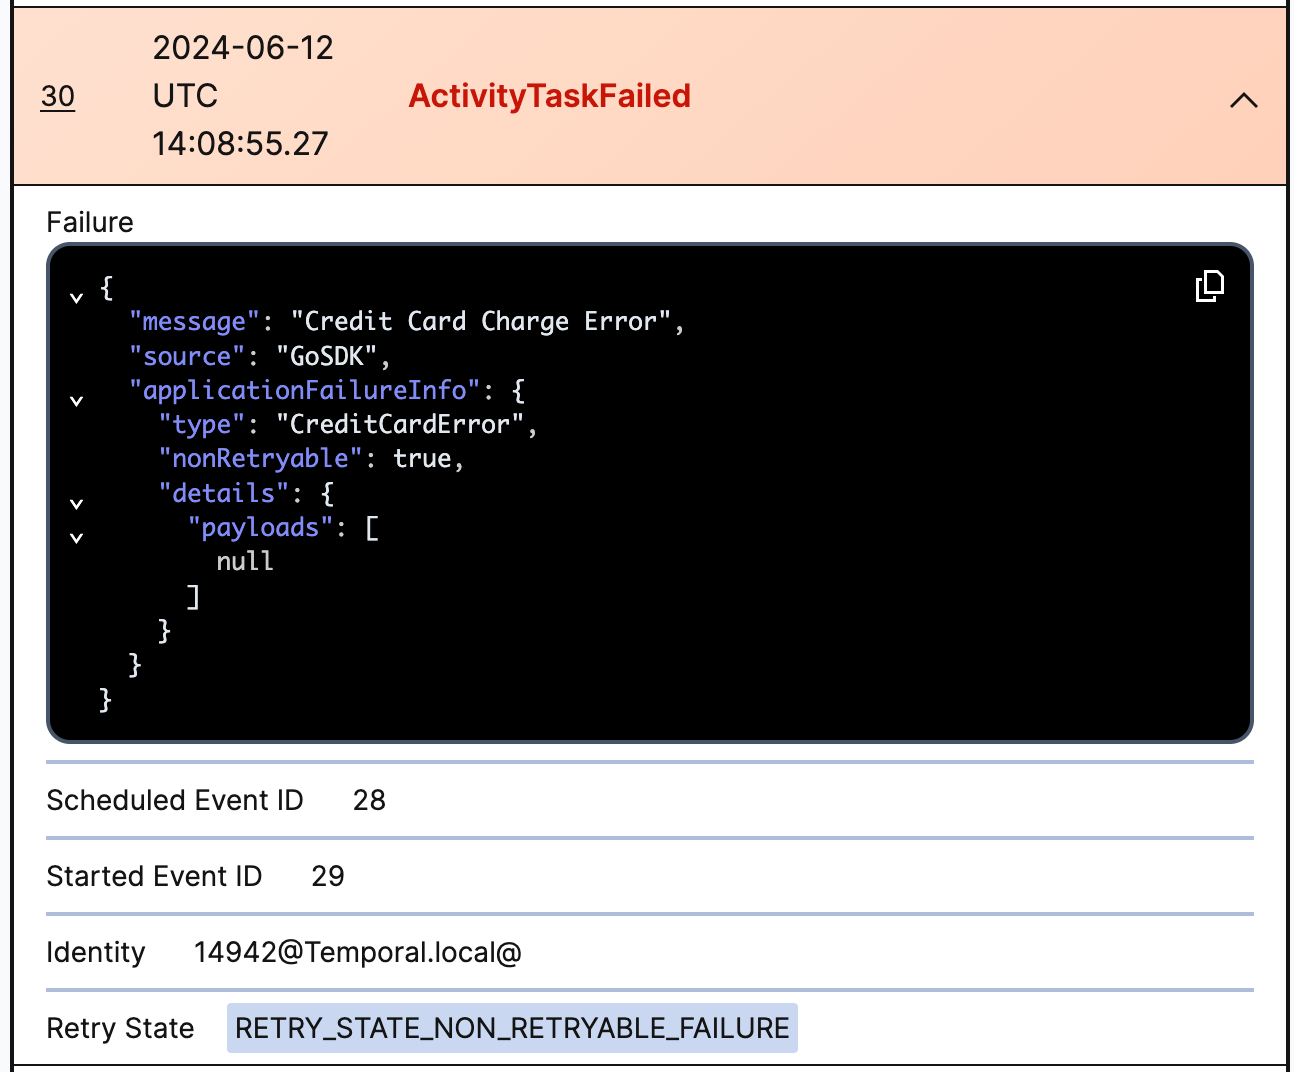 30
2024-06-12
UTC
14:08:55.27
ActivityTaskFailed
Failure
{
"message": "Credit Card Charge Error",
"source": "GoSDK",
"applicationFailureInfo": {
"type": "CreditCardError",
"nonRetryable": true,
"details": {
"payloads": [
null
]
}
}
}
Scheduled Event ID 28
Started Event ID 29
Identity 14942@Temporal.local@
Retry State RETRY_STATE_NON_RETRYABLE_FAILURE